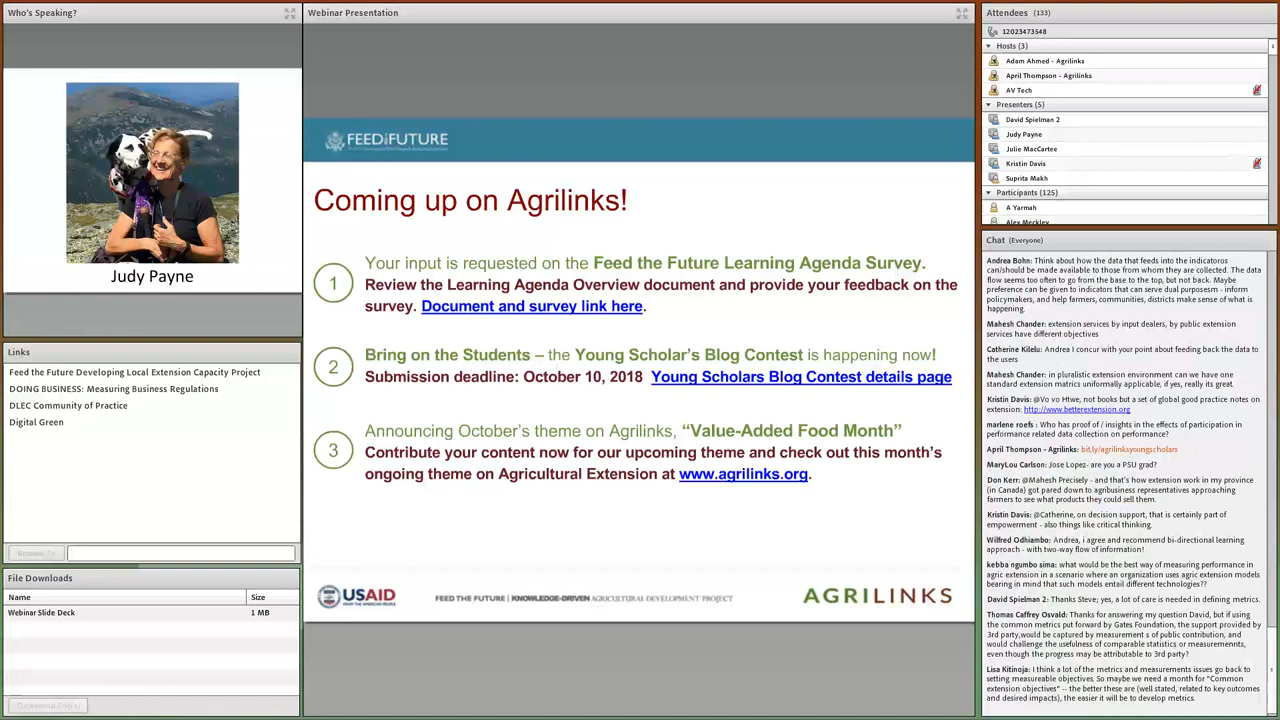 Who's Speaking?
Judy Payne
Links
Feed the Future Developing Local Extension Capacity Project
DOING BUSINESS: Measuring Business Regulations
DLEC Community of Practice
Digital Green
Browse To
File Downloads
Name Size
Webinar Slide Deck 1 MB
Download File(s)
Webinar Presentation
FEED THE FUTURE
Coming up on Agrilinks!
1
Your input is requested on the Feed the Future Learning Agenda Survey.
Review the Learning Agenda Overview document and provide your feedback on the
survey. Document and survey link here.
2
Bring on the Students – the Young Scholar's Blog Contest is happening now!
Submission deadline: October 10, 2018 Young Scholars Blog Contest details page
3
Announcing October's theme on Agrilinks, “Value-Added Food Month”
Contribute your content now for our upcoming theme and check out this month's
ongoing theme on Agricultural Extension at www.agrilinks.org.
USAID
FROM THE AMERICAN PEOPLE
FEED THE FUTURE | KNOWLEDGE-DRIVEN AGRICULTURAL DEVELOPMENT PROJECT
AGRILINKS
Attendees (133)
12023473548
Hosts (3)
Adam Ahmed - Agrilinks
April Thompson - Agrilinks
AV Tech
Presenters (5)
David Spielman 2
Judy Payne
Julie MacCartee
Kristin Davis
Suprita Makh
Participants (125)
A Yarmah
Alex Meckley
Chat (Everyone)
Andrea Bohn: Think about how the data that feeds into the indicatoros
can/should be made available to those from whom they are collected. The data
flow seems too often to go from the base to the top, but not back. Maybe
preference can be given to indicators that can serve dual purposesm - inform
policymakers, and help farmers, communities, districts make sense of what is
happening.
Mahesh Chander: extension services by input dealers, by public extension
services have different objectives
Catherine Kilelu: Andrea I concur with your point about feeding back the data to
the users
Mahesh Chander: in pluralistic extension environment can we have one
standard extension matrics uniformally applicable, if yes, really its great.
Kristin Davis: @Vo vo Htwe, not books but a set of global good practice notes on
extension: http://www.betterextension.org
marlene roefs : Who has proof of / insights in the effects of participation in
performance related data collection on performance?
April Thompson - Agrilinks: bit.ly/agrilinksyoungscholars
MaryLou Carlson: Jose Lopez- are you a PSU grad?
Don Kerr: @Mahesh Precisely - and that's how extension work in my province
(in Canada) got pared down to agribusiness representatives approaching
farmers to see what products they could sell them.
Kristin Davis: @Catherine, on decision support, that is certainly part of
empowerment - also things like critical thinking.
Wilfred Odhiambo: Andrea, i agree and recommend bi-directional learning
approach - with two-way flow of information!
kebba ngumbo sima: what would be the best way of measuring performance in
agric extension in a scenario where an organization uses agric extension models
bearing in mind that such models entail different technologies??
David Spielman 2: Thanks Steve; yes, a lot of care is needed in defining metrics.
Thomas Caffrey Osvald: Thanks for answering my question David, but if using
the common metrics put forward by Gates Foundation, the support provided by
3rd party,would be captured by measurement s of public contribution, and
would challenge the usefulness of comparable statistics or measuremennts,
even though the progress may be attributable to 3rd party?
Lisa Kitinoja: I think a lot of the metrics and measurements issues go back to
setting measureable objectives. So maybe we need a month for "Common
extension objectives" -- the better these are (well stated, related to key outcomes
and desired impacts), the easier it will be to develop metrics.